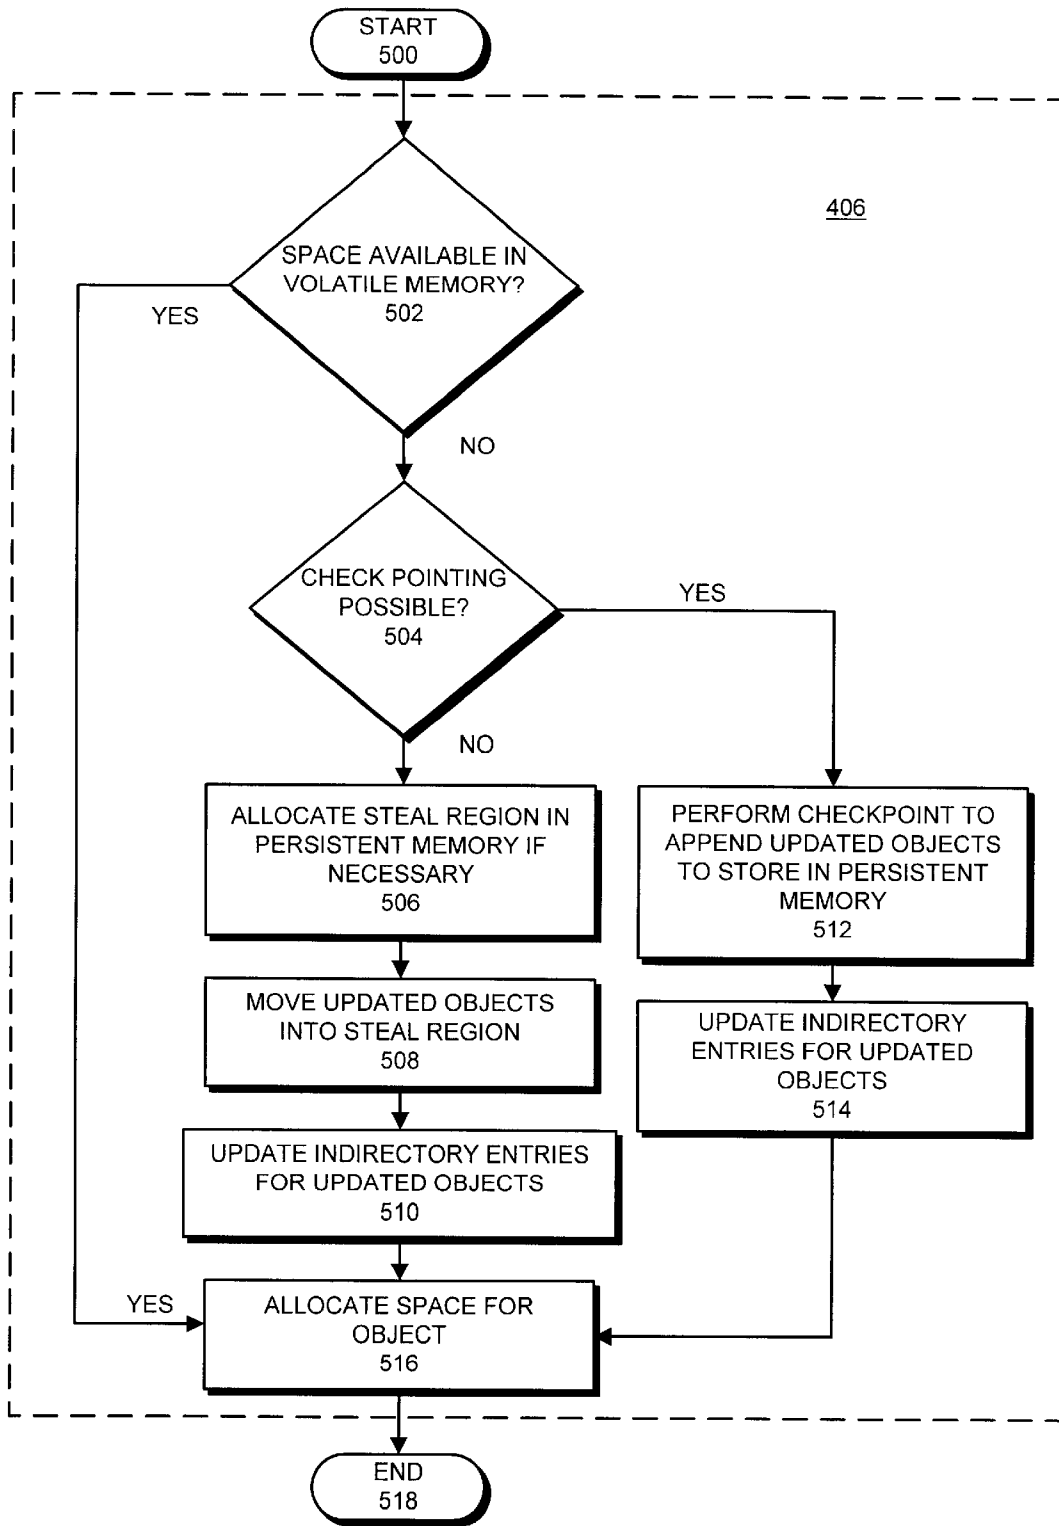 START
500
406
SPACE AVAILABLE IN
VOLATILE MEMORY?
502
YES
NO
CHECK POINTING
POSSIBLE?
504
YES
NO
ALLOCATE STEAL REGION IN
PERSISTENT MEMORY IF
NECESSARY
506
PERFORM CHECKPOINT TO
APPEND UPDATED OBJECTS
TO STORE IN PERSISTENT
MEMORY
512
MOVE UPDATED OBJECTS
INTO STEAL REGION
508
UPDATE INDIRECTORY
ENTRIES FOR UPDATED
OBJECTS
514
UPDATE INDIRECTORY ENTRIES
FOR UPDATED OBJECTS
510
YES
ALLOCATE SPACE FOR
OBJECT
516
END
518